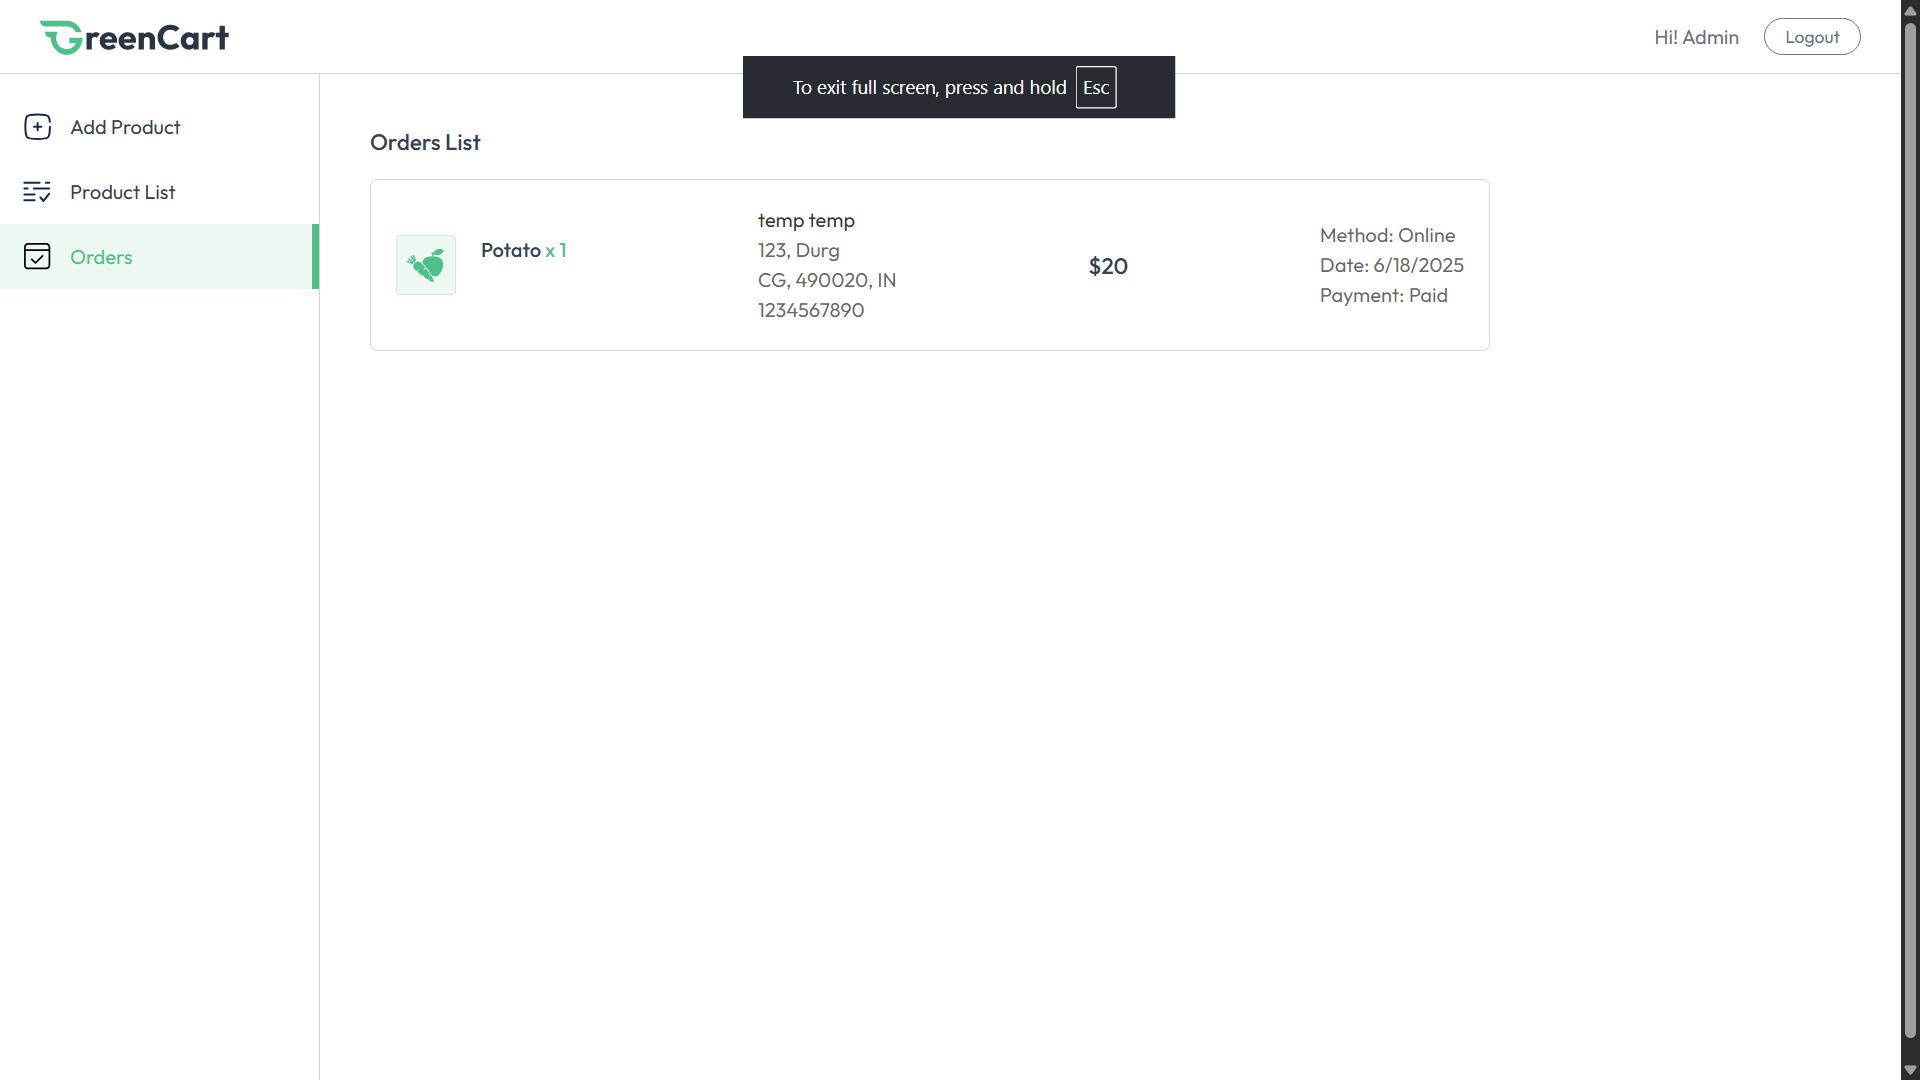 GreenCart
Hi! Admin
Logout
To exit full screen, press and hold Esc
Add Product
Product List
Orders
Orders List
Potato x 1
temp temp
123, Durg
CG, 490020, IN
1234567890
$20
Method: Online
Date: 6/18/2025
Payment: Paid